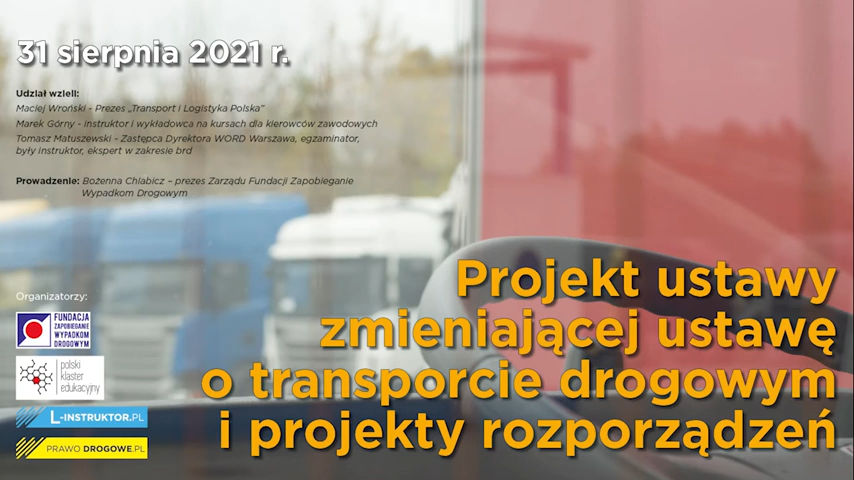 31 sierpnia 2021 r.
Udział wzieli:
Maciej Wroński - Prezes „Transport i Logistyka Polska”
Marek Górny - instruktor i wykładowca na kursach dla kierowców zawodowych
Tomasz Matuszewski - Zastępca Dyrektora WORD Warszawa, egzaminator,
były instruktor, ekspert w zakresie brd
Prowadzenie: Bożenna Chlabicz – prezes Zarządu Fundacji Zapobieganie
Wypadkom Drogowym
Organizatorzy:
FUNDACJA
ZAPOBIEGANIE
WYPADKOM
DROGOWYM
polski
klaster
edukacyjny
L-INSTRUKTOR.PL
PRAWO DROGOWE.PL
Projekt ustawy
zmieniającej ustawę
o transporcie drogowym
i projekty rozporządzeń